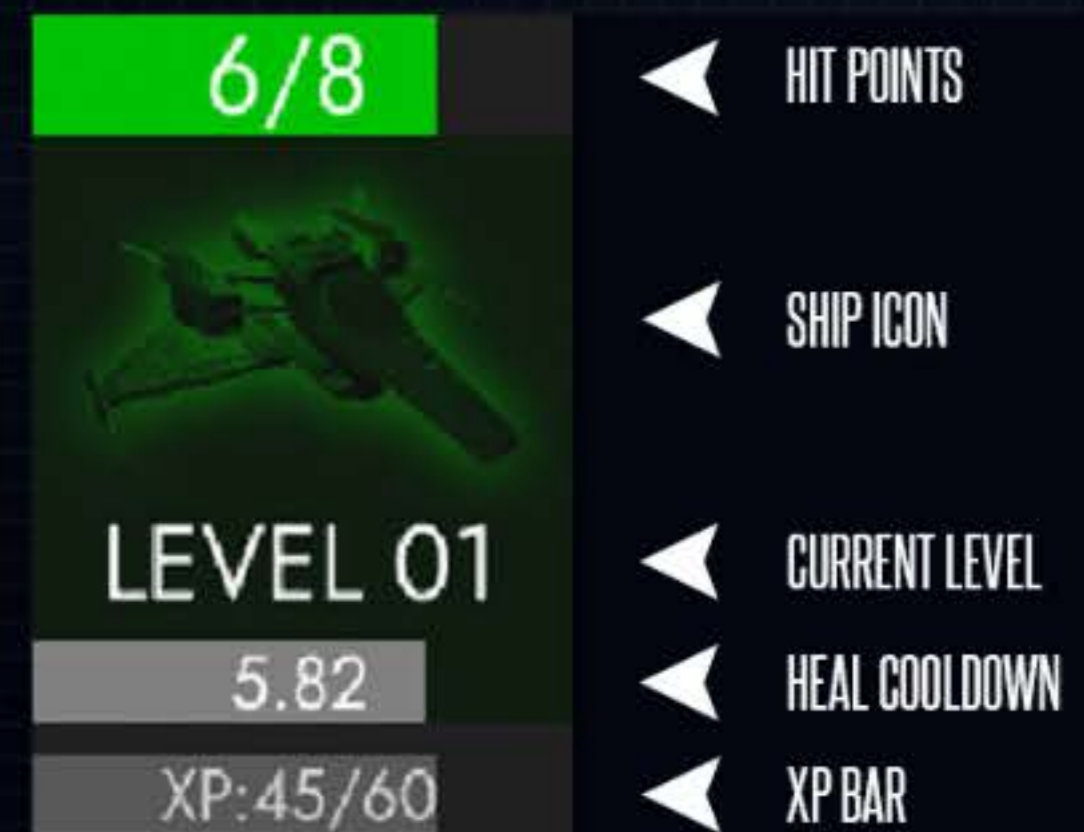 6/8
HIT POINTS
SHIP ICON
LEVEL 01
CURRENT LEVEL
5.82
HEAL COOLDOWN
XP:45/60
XP BAR